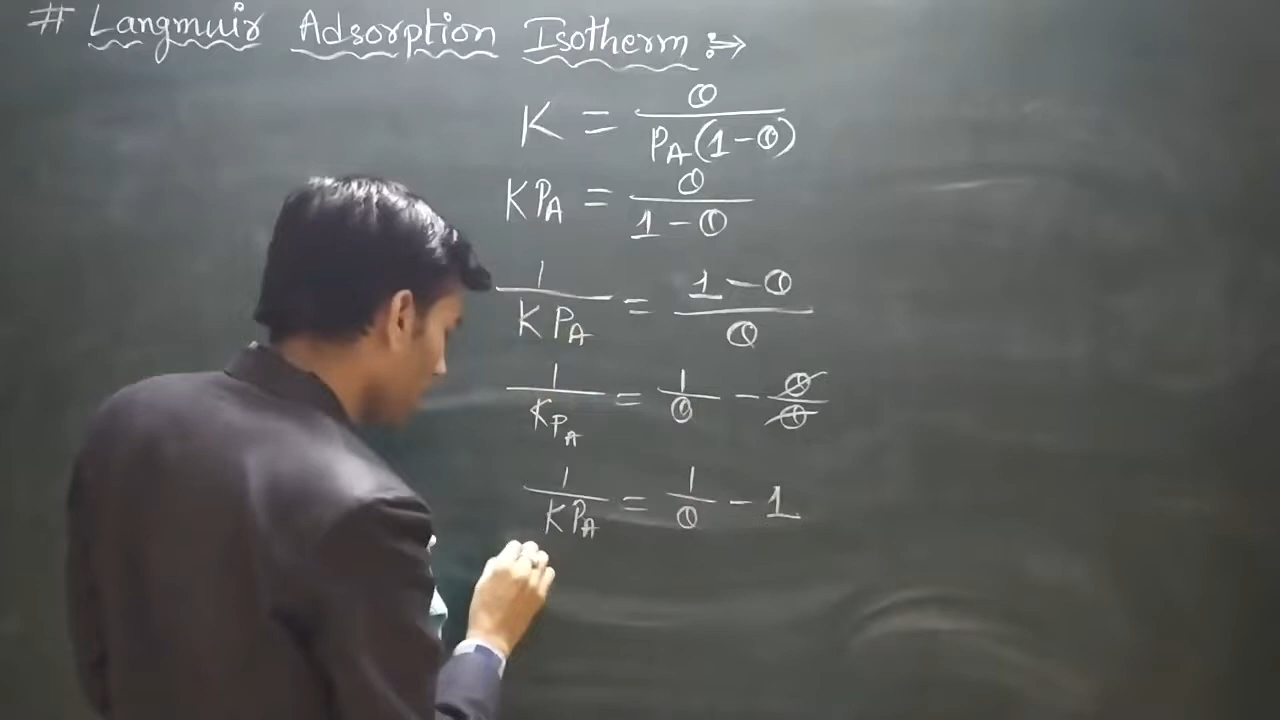 # Langmuir Adsorption Isotherm :→
K = θ / P_A(1-θ)
KP_A = θ / 1-θ
1 / KP_A = 1-θ / θ
1 / KP_A = 1 / θ - θ / θ
1 / KP_A = 1 / θ - 1